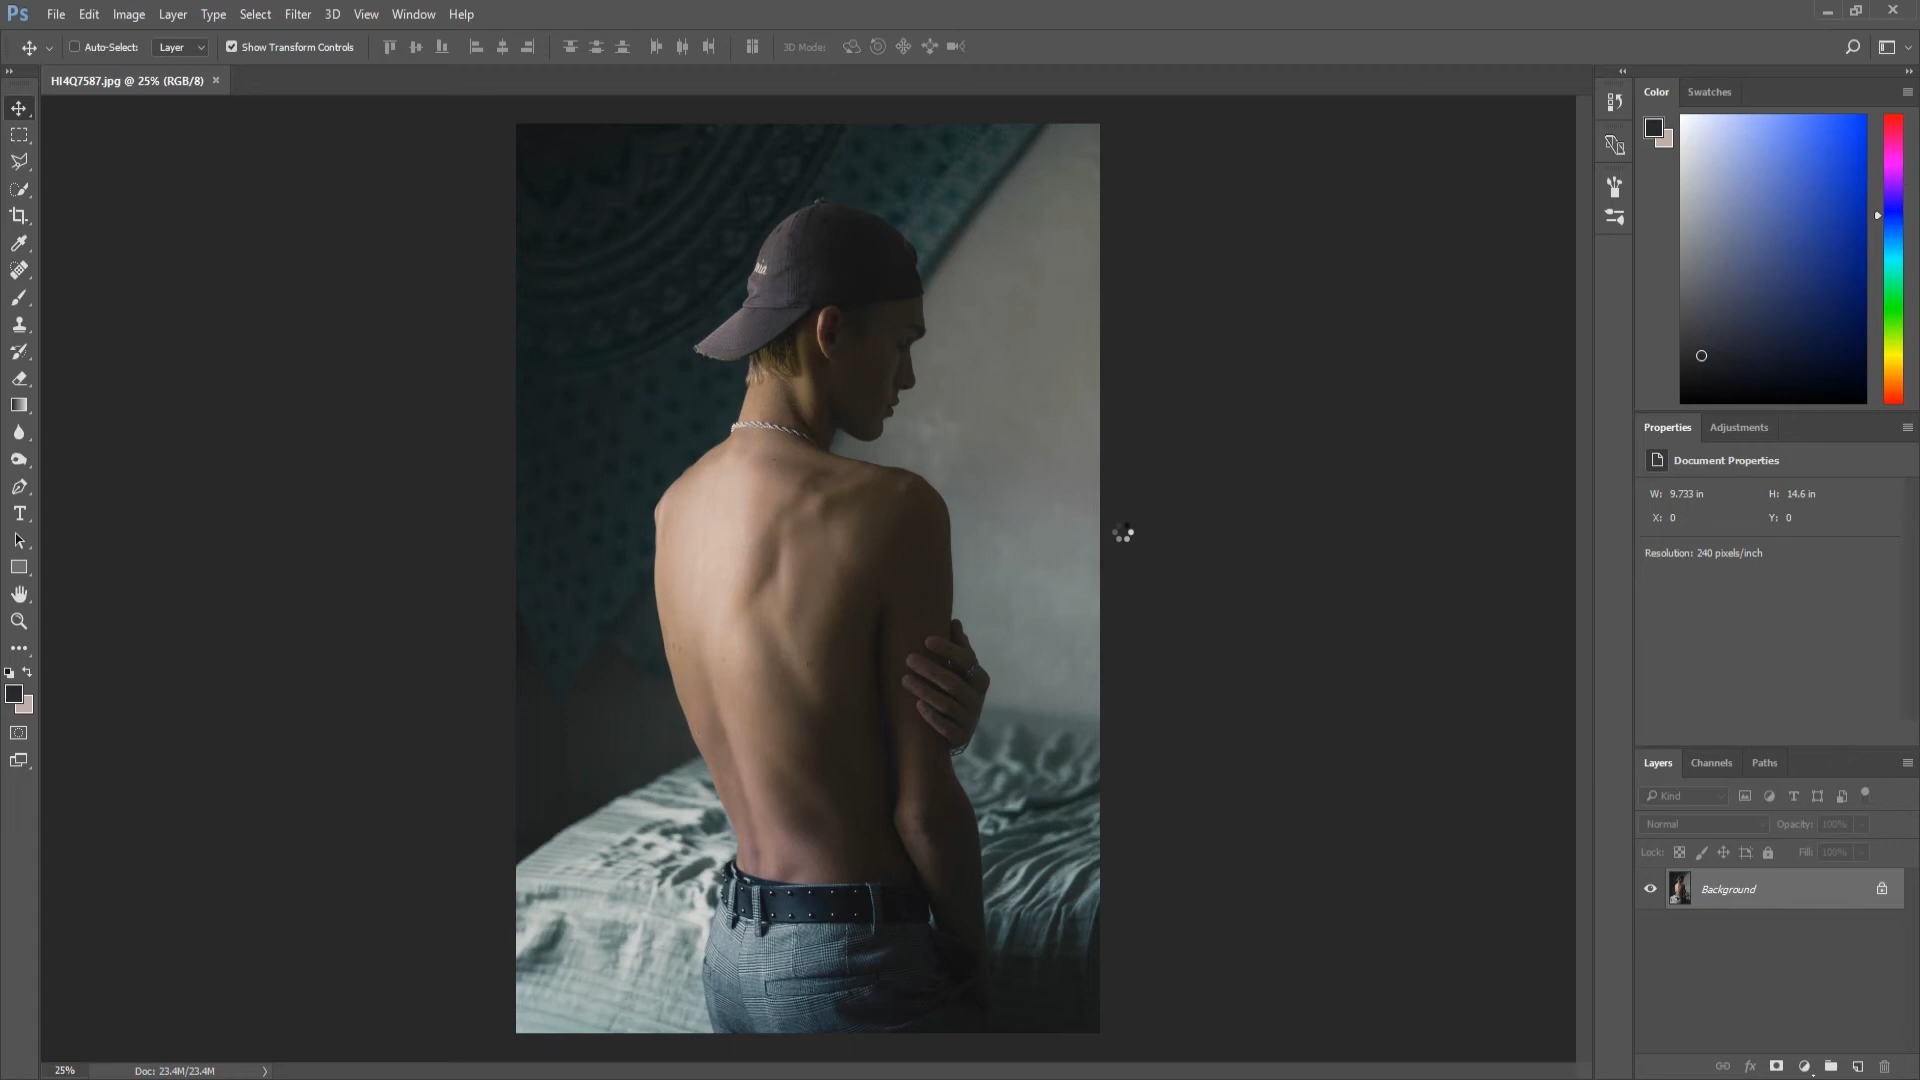 Ps File Edit Image Layer Type Select Filter 3D View Window Help
Auto-Select: Layer Show Transform Controls 3D Mode:
HI4Q7587.jpg @ 25% (RGB/8)
Color Swatches
Properties Adjustments
Document Properties
W: 9.733 in H: 14.6 in
X: 0 Y: 0
Resolution: 240 pixels/inch
Layers Channels Paths
Kind
Normal Opacity: 100%
Lock: Fill: 100%
Background
fx
25% Doc: 23.4M/23.4M